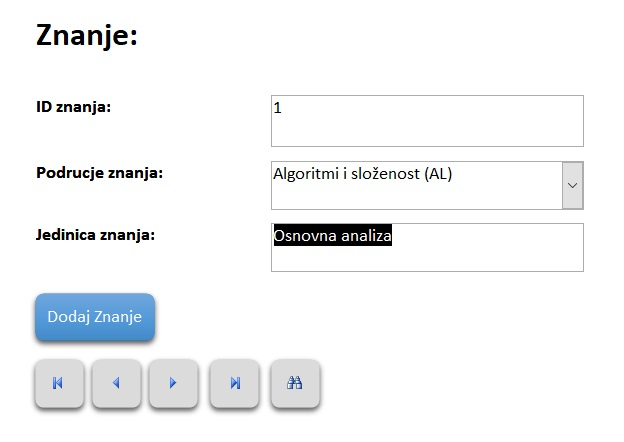 Znanje:
ID znanja:
1
Podrucje znanja:
Algoritmi i složenost (AL)
Jedinica znanja:
Osnovna analiza
Dodaj Znanje